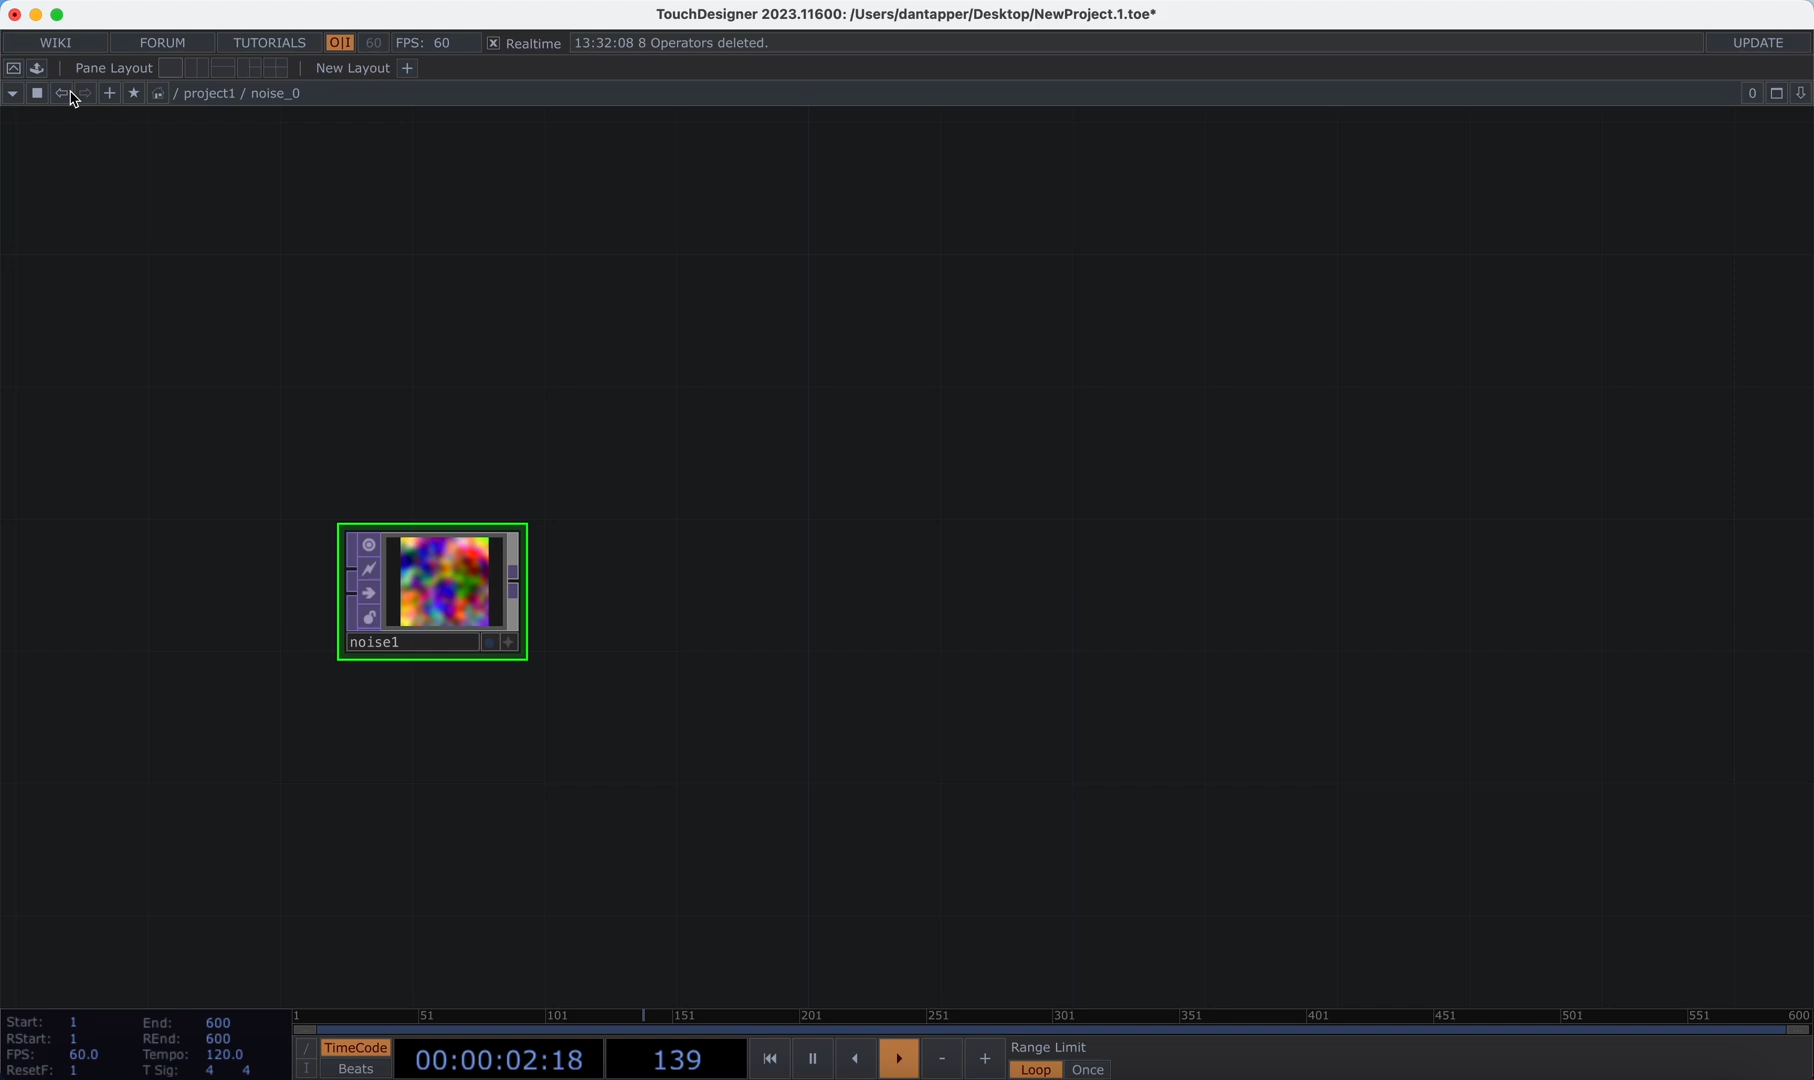 TouchDesigner 2023.11600: /Users/dantapper/Desktop/NewProject.1.toe*
WIKI FORUM TUTORIALS O|I 60 FPS: 60 Realtime 13:32:08 8 Operators deleted. UPDATE
Pane Layout New Layout +
/ project1 / noise_0 0
noise1
1 51 101 151 201 251 301 351 401 451 501 551 600
Start: 1 End: 600
RStart: 1 REnd: 600
FPS: 60.0 Tempo: 120.0
ResetF: 1 T Sig: 4 4
TimeCode
Beats
00:00:02:18 139
Range Limit
Loop Once